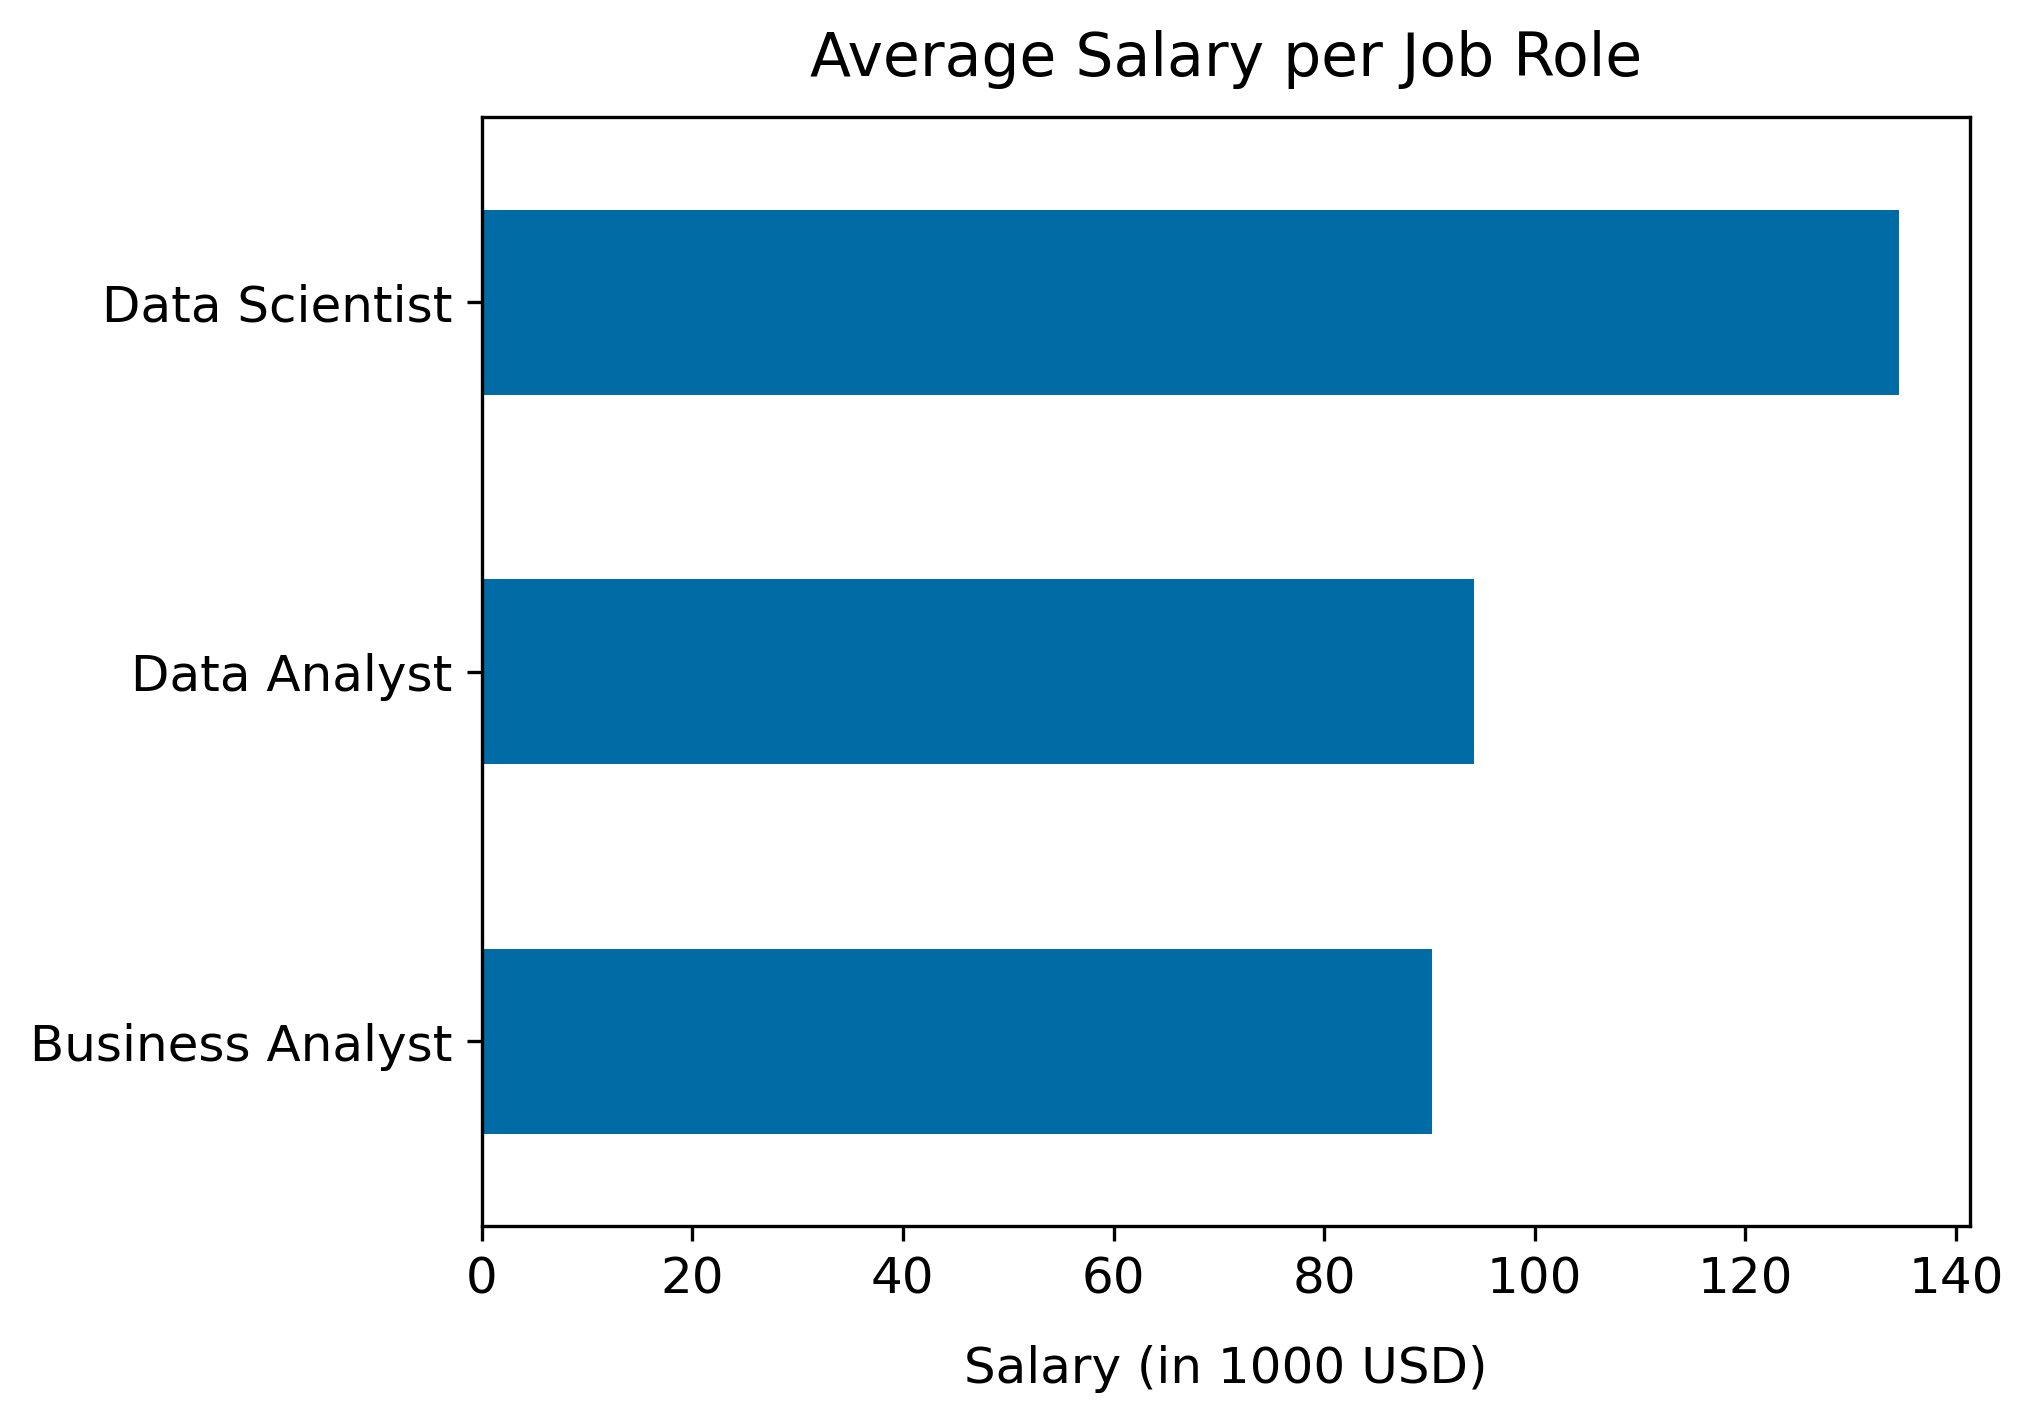 Average Salary per Job Role
Data Scientist
Data Analyst
Business Analyst
0 20 40 60 80 100 120 140
Salary (in 1000 USD)